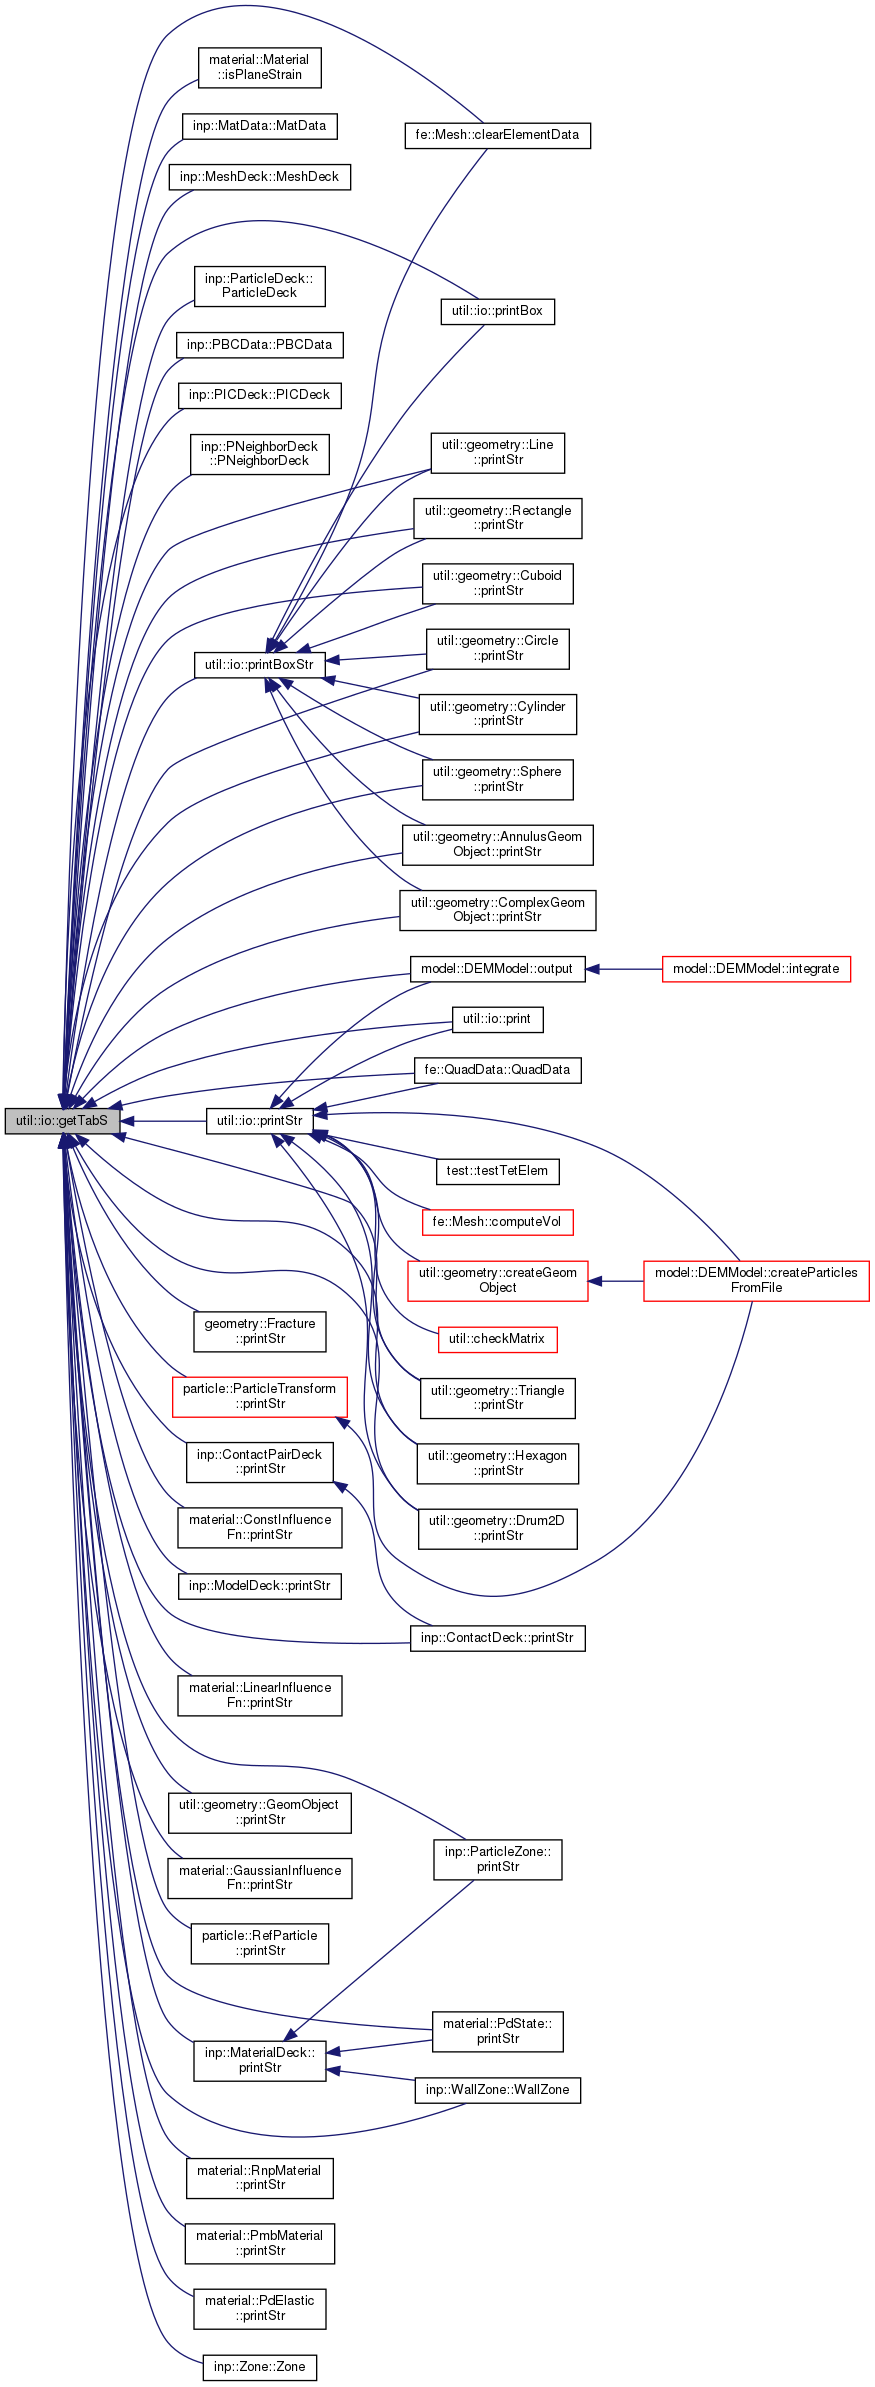 material::Material
::isPlaneStrain
inp::MatData::MatData
fe::Mesh::clearElementData
inp::MeshDeck::MeshDeck
inp::ParticleDeck::
ParticleDeck
util::io::printBox
inp::PBCData::PBCData
inp::PICDeck::PICDeck
inp::PNeighborDeck
::PNeighborDeck
util::geometry::Line
::printStr
util::geometry::Rectangle
::printStr
util::geometry::Cuboid
::printStr
util::io::printBoxStr
util::geometry::Circle
::printStr
util::geometry::Cylinder
::printStr
util::geometry::Sphere
::printStr
util::geometry::AnnulusGeom
Object::printStr
util::geometry::ComplexGeom
Object::printStr
model::DEMModel::output
model::DEMModel::integrate
util::io::print
fe::QuadData::QuadData
util::io::getTabS
util::io::printStr
test::testTetElem
fe::Mesh::computeVol
util::geometry::createGeom
Object
model::DEMModel::createParticles
FromFile
geometry::Fracture
::printStr
util::checkMatrix
particle::ParticleTransform
::printStr
util::geometry::Triangle
::printStr
inp::ContactPairDeck
::printStr
util::geometry::Hexagon
::printStr
material::ConstInfluence
Fn::printStr
util::geometry::Drum2D
::printStr
inp::ModelDeck::printStr
inp::ContactDeck::printStr
material::LinearInfluence
Fn::printStr
util::geometry::GeomObject
::printStr
inp::ParticleZone::
printStr
material::GaussianInfluence
Fn::printStr
particle::RefParticle
::printStr
material::PdState::
printStr
inp::MaterialDeck::
printStr
inp::WallZone::WallZone
material::RnpMaterial
::printStr
material::PmbMaterial
::printStr
material::PdElastic
::printStr
inp::Zone::Zone